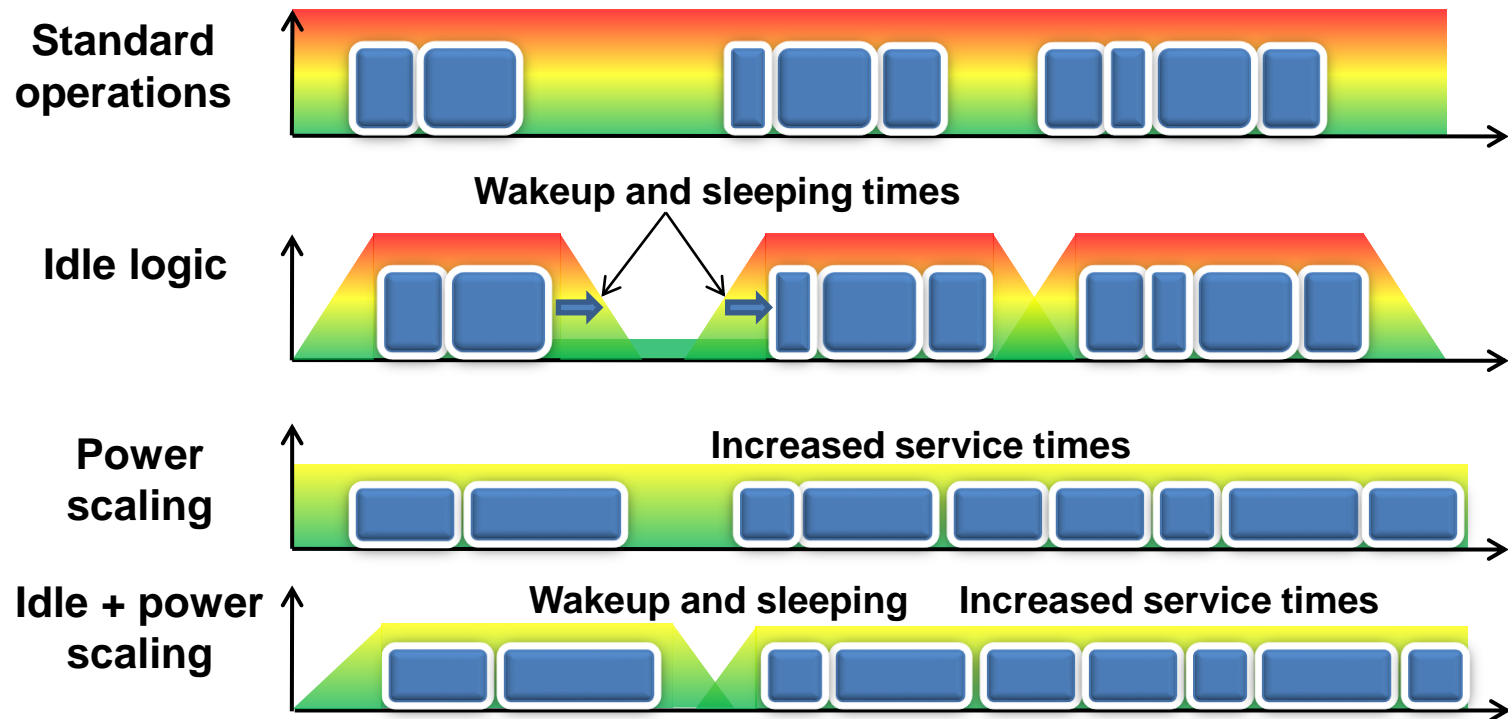 Standard
operations
Wakeup and sleeping times
Idle logic
Power
scaling
Increased service times
Idle + power
scaling
Wakeup and sleeping
Increased service times